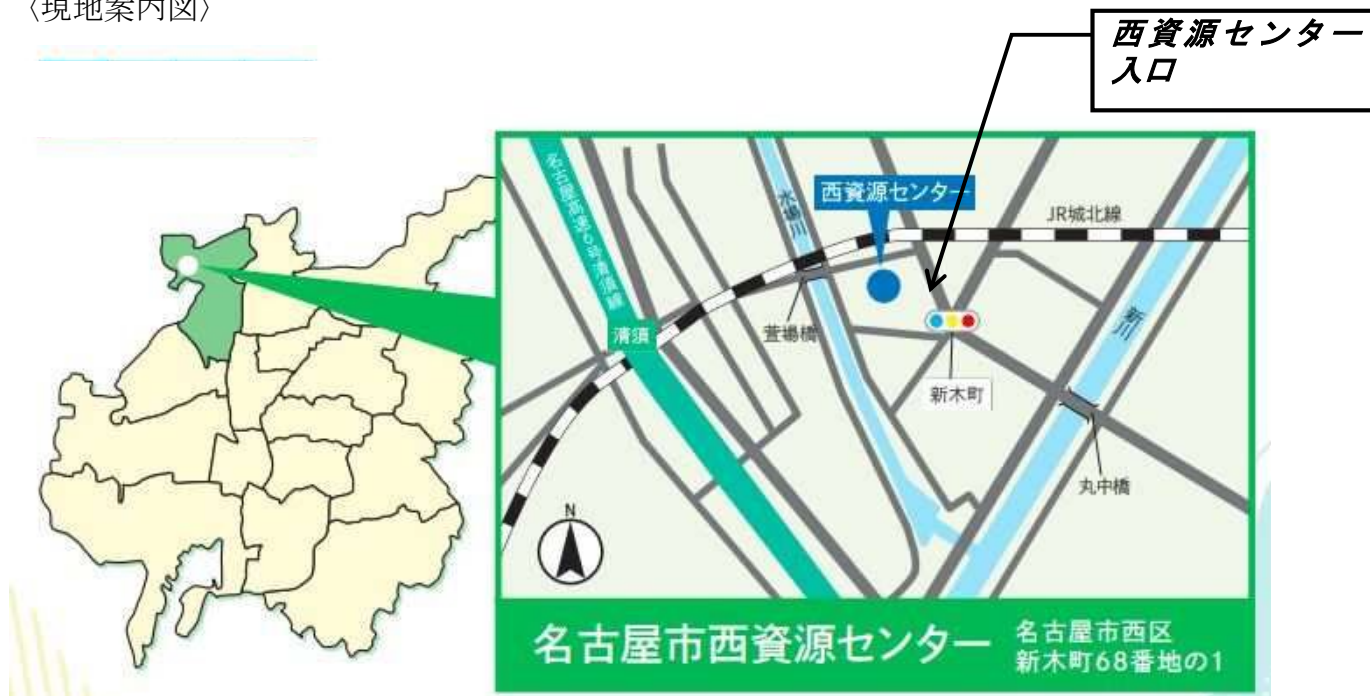 〈現地案内図〉
西資源センター
入口
名古屋高速6号清須線
水場川
西資源センター
JR城北線
新川
清須
萱場橋
新木町
丸中橋
N
名古屋市西資源センター
名古屋市西区
新木町68番地の1